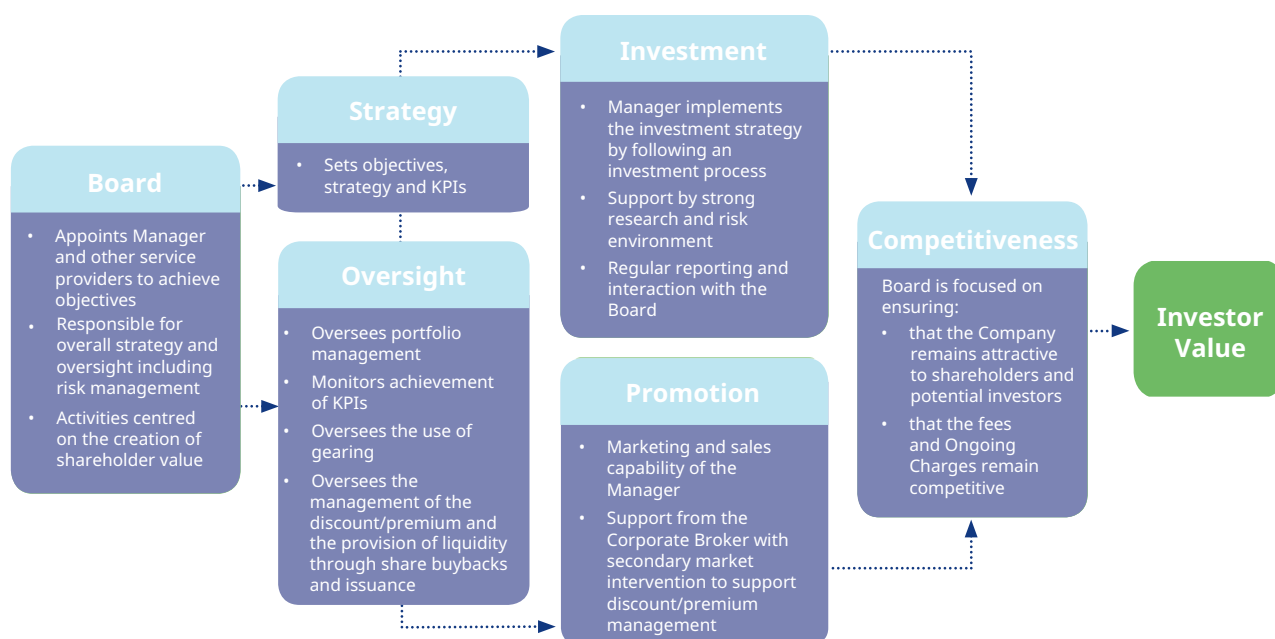 Board
• Appoints Manager
and other service
providers to achieve
objectives
• Responsible for
overall strategy and
oversight including
risk management
• Activities centred
on the creation of
shareholder value
Strategy
• Sets objectives,
strategy and KPIs
Oversight
• Oversees portfolio
management
• Monitors achievement
of KPIs
• Oversees the use of
gearing
• Oversees the
management of the
discount/premium and
the provision of liquidity
through share buybacks
and issuance
Investment
• Manager implements
the investment strategy
by following an
investment process
• Support by strong
research and risk
environment
• Regular reporting and
interaction with the
Board
Promotion
• Marketing and sales
capability of the
Manager
• Support from the
Corporate Broker with
secondary market
intervention to support
discount/premium
management
Competitiveness
Board is focused on
ensuring:
• that the Company
remains attractive
to shareholders and
potential investors
• that the fees
and Ongoing
Charges remain
competitive
Investor
Value